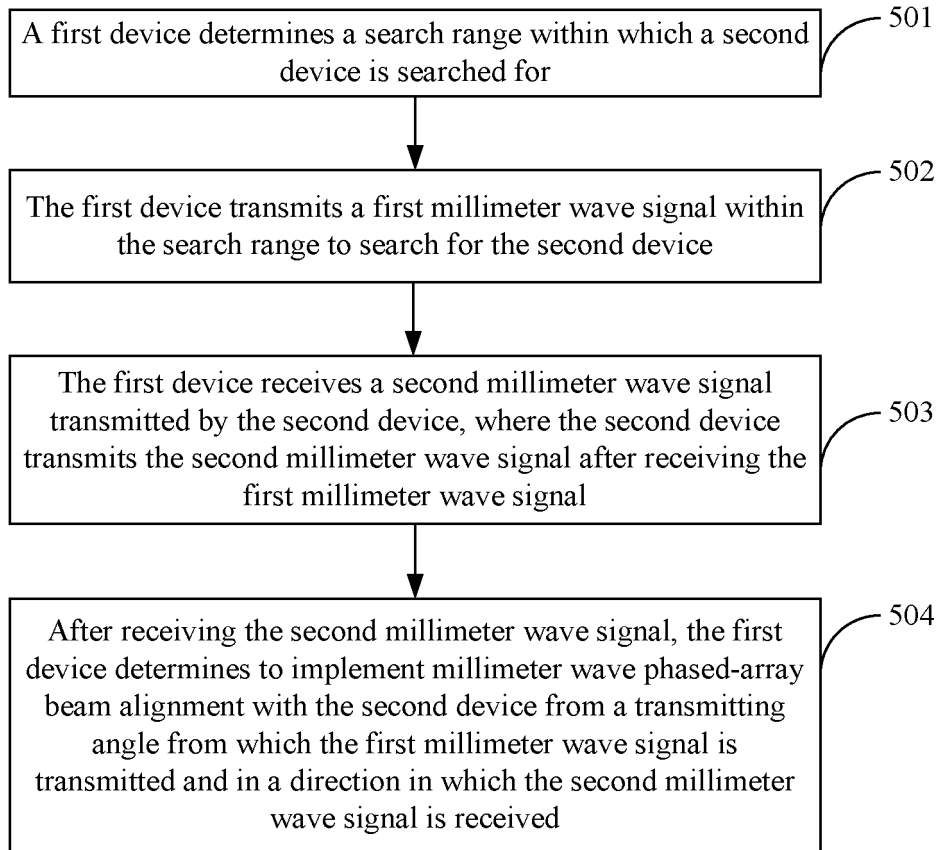 A first device determines a search range within which a second
device is searched for
501
The first device transmits a first millimeter wave signal within
the search range to search for the second device
502
The first device receives a second millimeter wave signal
transmitted by the second device, where the second device
transmits the second millimeter wave signal after receiving the
first millimeter wave signal
503
After receiving the second millimeter wave signal, the first
device determines to implement millimeter wave phased-array
beam alignment with the second device from a transmitting
angle from which the first millimeter wave signal is
transmitted and in a direction in which the second millimeter
wave signal is received
504